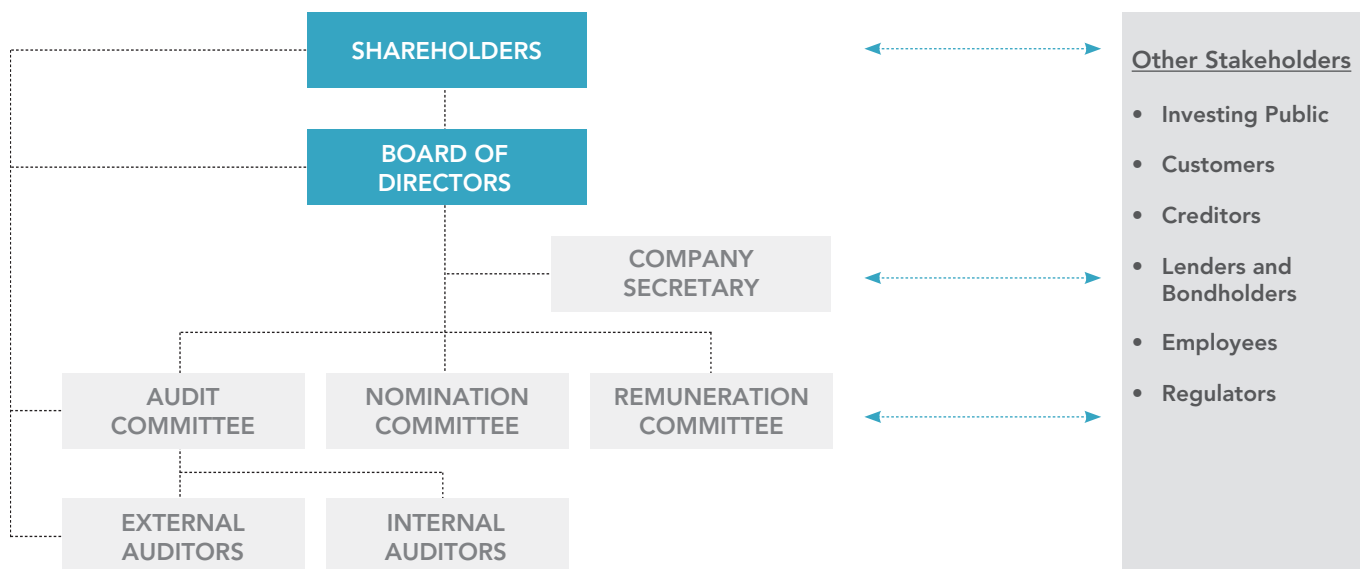 SHAREHOLDERS
BOARD OF
DIRECTORS
COMPANY
SECRETARY
AUDIT
COMMITTEE
NOMINATION
COMMITTEE
REMUNERATION
COMMITTEE
EXTERNAL
AUDITORS
INTERNAL
AUDITORS
Other Stakeholders
• Investing Public
• Customers
• Creditors
• Lenders and
Bondholders
• Employees
• Regulators